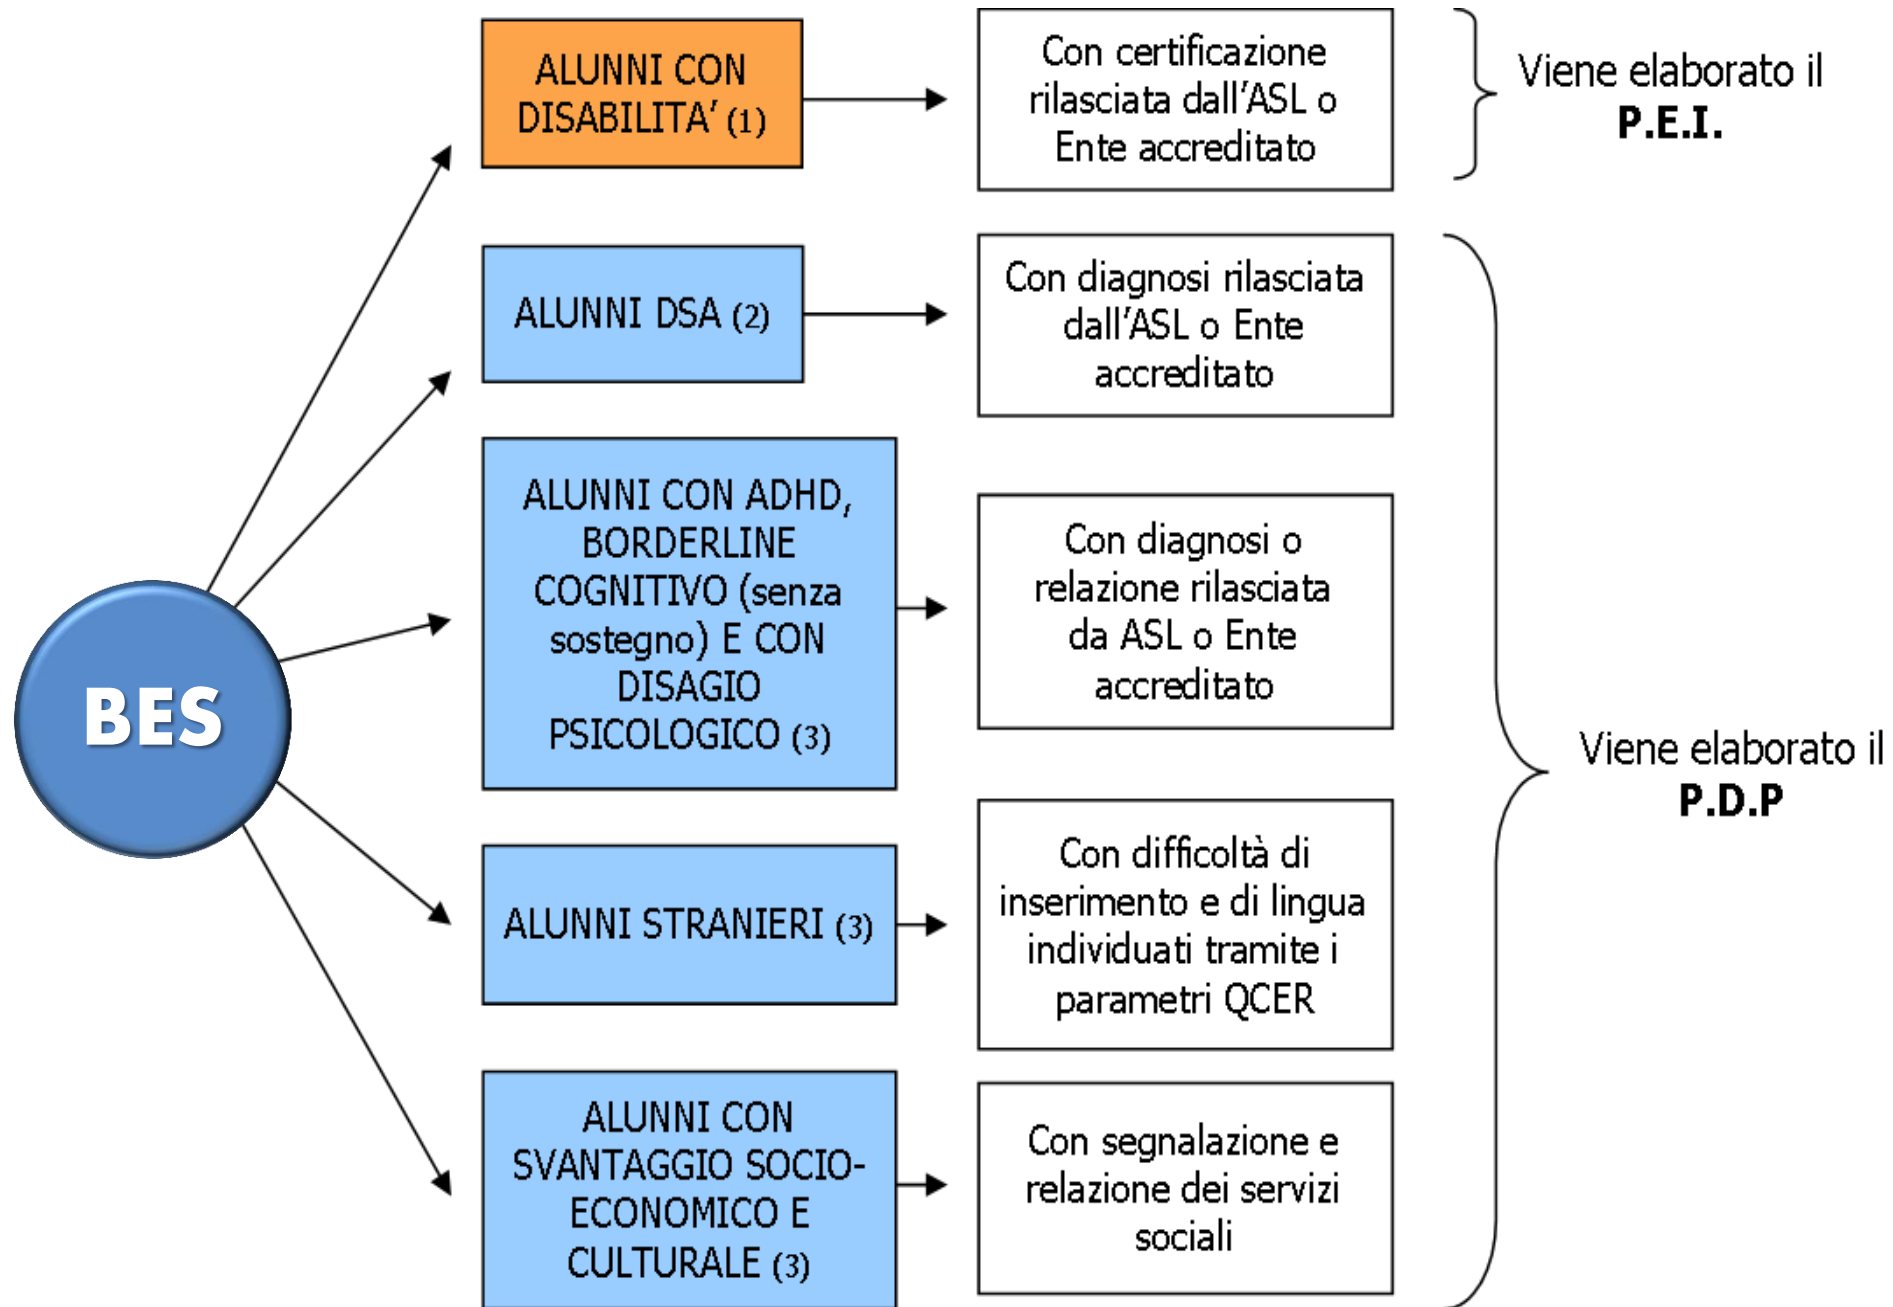 BES
ALUNNI CON
DISABILITA' (1)
Con certificazione
rilasciata dall'ASL o
Ente accreditato
Viene elaborato il
P.E.I.
ALUNNI DSA (2)
Con diagnosi rilasciata
dall'ASL o Ente
accreditato
ALUNNI CON ADHD,
BORDERLINE
COGNITIVO (senza
sostegno) E CON
DISAGIO
PSICOLOGICO (3)
Con diagnosi o
relazione rilasciata
da ASL o Ente
accreditato
ALUNNI STRANIERI (3)
Con difficoltà di
inserimento e di lingua
individuati tramite i
parametri QCER
ALUNNI CON
SVANTAGGIO SOCIO-
ECONOMICO E
CULTURALE (3)
Con segnalazione e
relazione dei servizi
sociali
Viene elaborato il
P.D.P